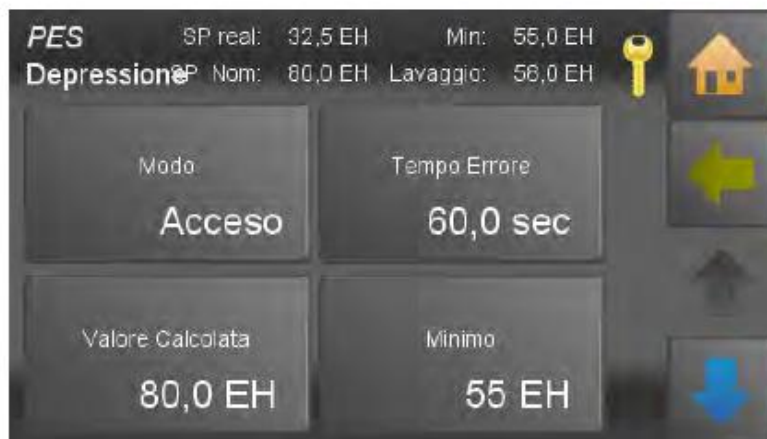 PES SP real: 32,5 EH Min: 55,0 EH
Depressione SP Nom: 80,0 EH Lavaggio: 56,0 EH
Modo Tempo Errore
Acceso 60,0 sec
Valore Calcolata Minimo
80,0 EH 55 EH